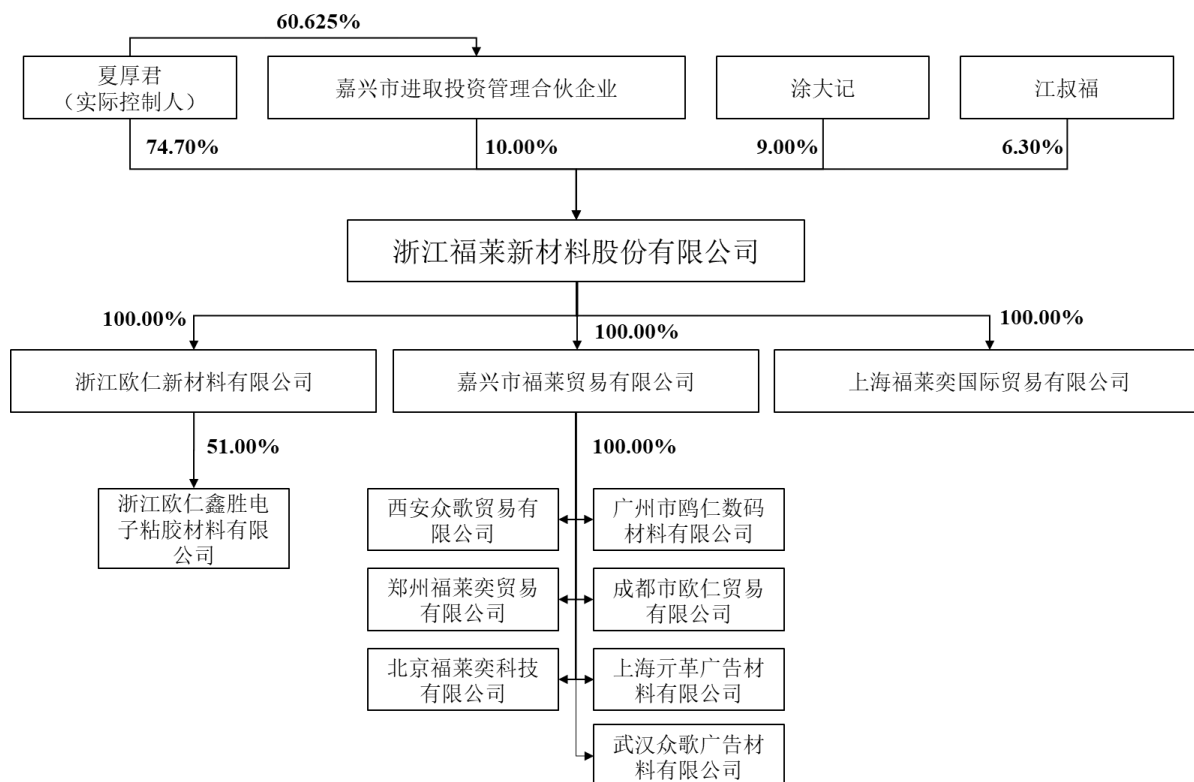 60.625%
夏厚君
（实际控制人）
嘉兴市进取投资管理合伙企业
涂大记
江叔福
74.70%
10.00%
9.00%
6.30%
浙江福莱新材料股份有限公司
100.00%
100.00%
100.00%
浙江欧仁新材料有限公司
嘉兴市福莱贸易有限公司
上海福莱奕国际贸易有限公司
51.00%
100.00%
浙江欧仁鑫胜电
子粘胶材料有限
公司
西安众歌贸易有
限公司
广州市鸥仁数码
材料有限公司
郑州福莱奕贸易
有限公司
成都市欧仁贸易
有限公司
北京福莱奕科技
有限公司
上海亓革广告材
料有限公司
武汉众歌广告材
料有限公司